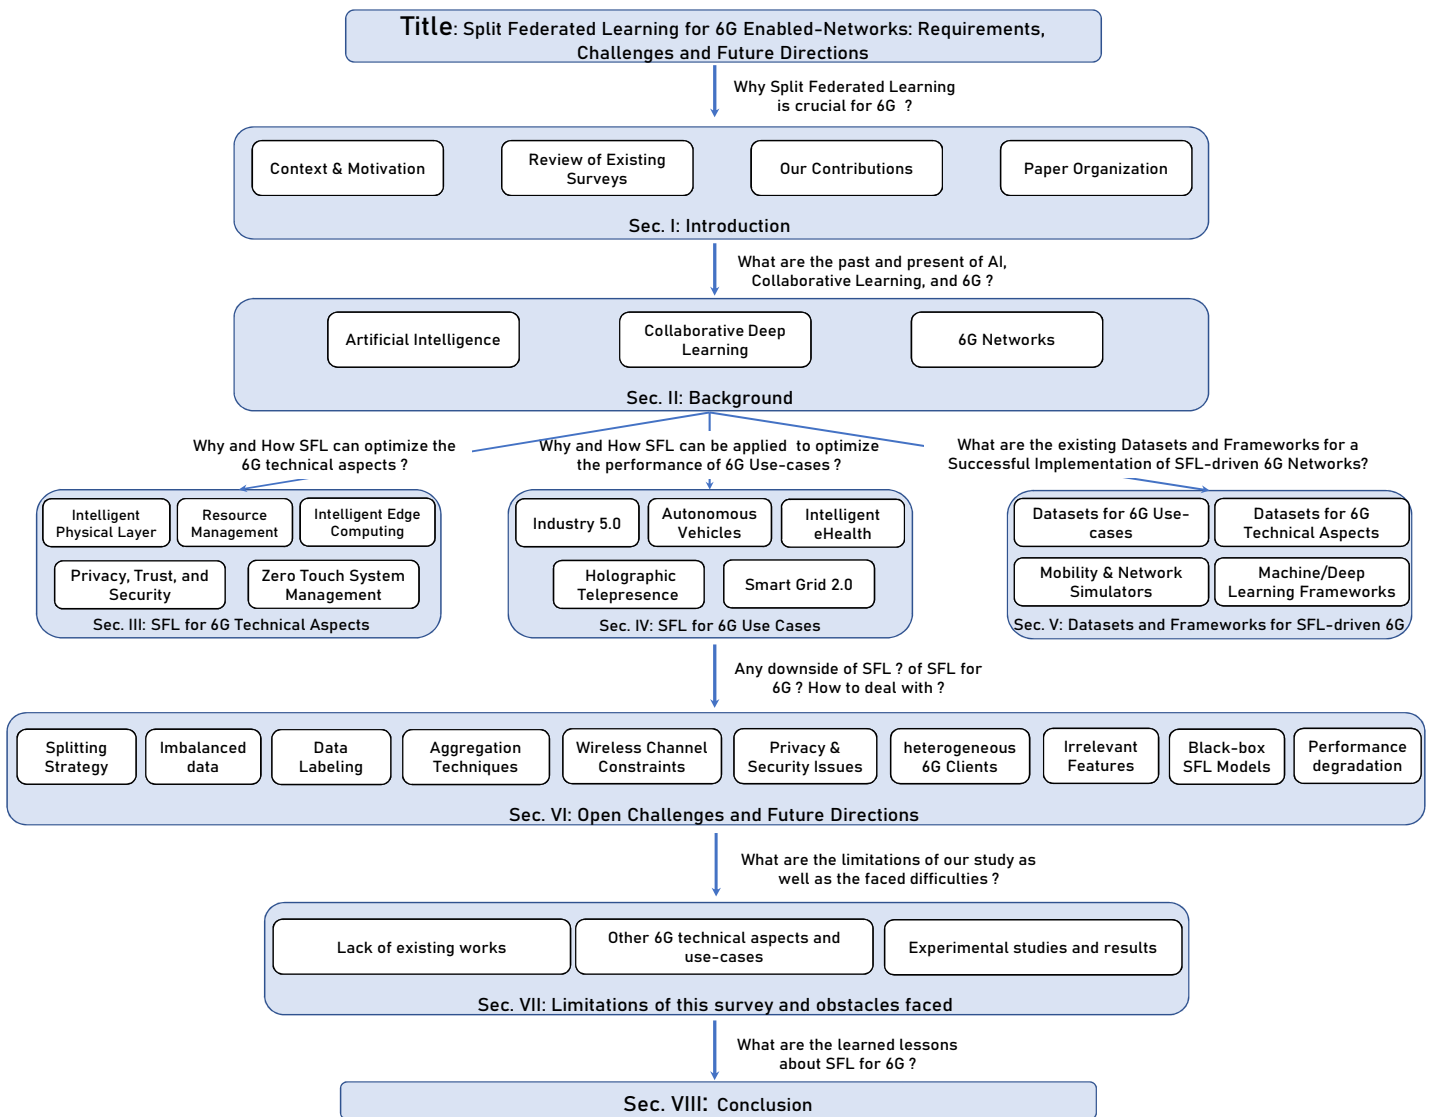 Title: Split Federated Learning for 6G Enabled-Networks: Requirements,
Challenges and Future Directions
Why Split Federated Learning
is crucial for 6G ?
Context & Motivation
Review of Existing
Surveys
Our Contributions
Paper Organization
Sec. I: Introduction
What are the past and present of AI,
Collaborative Learning, and 6G ?
Artificial Intelligence
Collaborative Deep
Learning
6G Networks
Sec. II: Background
Why and How SFL can optimize the
6G technical aspects ?
Why and How SFL can be applied to optimize
the performance of 6G Use-cases ?
What are the existing Datasets and Frameworks for a
Successful Implementation of SFL-driven 6G Networks?
Intelligent
Physical Layer
Resource
Management
Intelligent Edge
Computing
Privacy, Trust, and
Security
Zero Touch System
Management
Sec. III: SFL for 6G Technical Aspects
Industry 5.0
Autonomous
Vehicles
Intelligent
eHealth
Holographic
Telepresence
Smart Grid 2.0
Sec. IV: SFL for 6G Use Cases
Datasets for 6G Use-
cases
Datasets for 6G
Technical Aspects
Mobility & Network
Simulators
Machine/Deep
Learning Frameworks
Sec. V: Datasets and Frameworks for SFL-driven 6G
Any downside of SFL ? of SFL for
6G ? How to deal with ?
Splitting
Strategy
Imbalanced
data
Data
Labeling
Aggregation
Techniques
Wireless Channel
Constraints
Privacy &
Security Issues
heterogeneous
6G Clients
Irrelevant
Features
Black-box
SFL Models
Performance
degradation
Sec. VI: Open Challenges and Future Directions
What are the limitations of our study as
well as the faced difficulties ?
Lack of existing works
Other 6G technical aspects and
use-cases
Experimental studies and results
Sec. VII: Limitations of this survey and obstacles faced
What are the learned lessons
about SFL for 6G ?
Sec. VIII: Conclusion